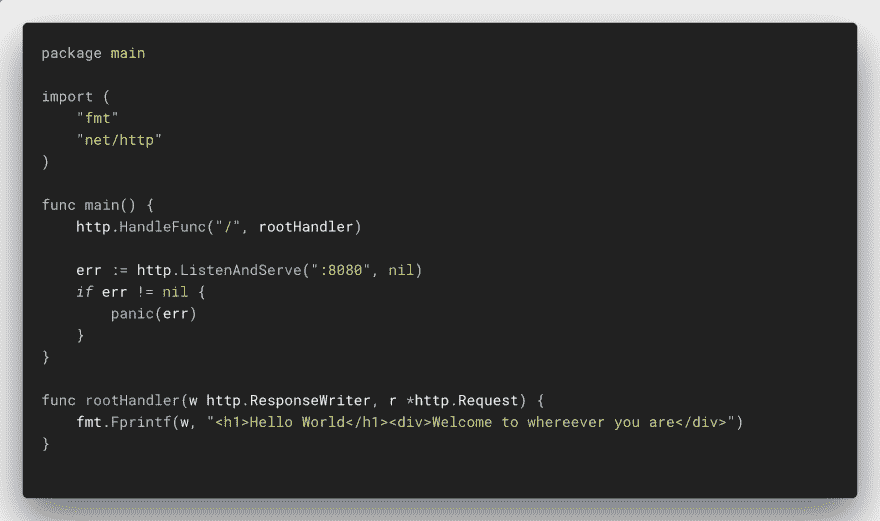 package main

import (
    "fmt"
    "net/http"
)

func main() {
    http.HandleFunc("/", rootHandler)

    err := http.ListenAndServe(":8080", nil)
    if err != nil {
        panic(err)
    }
}

func rootHandler(w http.ResponseWriter, r *http.Request) {
    fmt.Fprintf(w, "<h1>Hello World</h1><div>Welcome to whereever you are</div>")
}